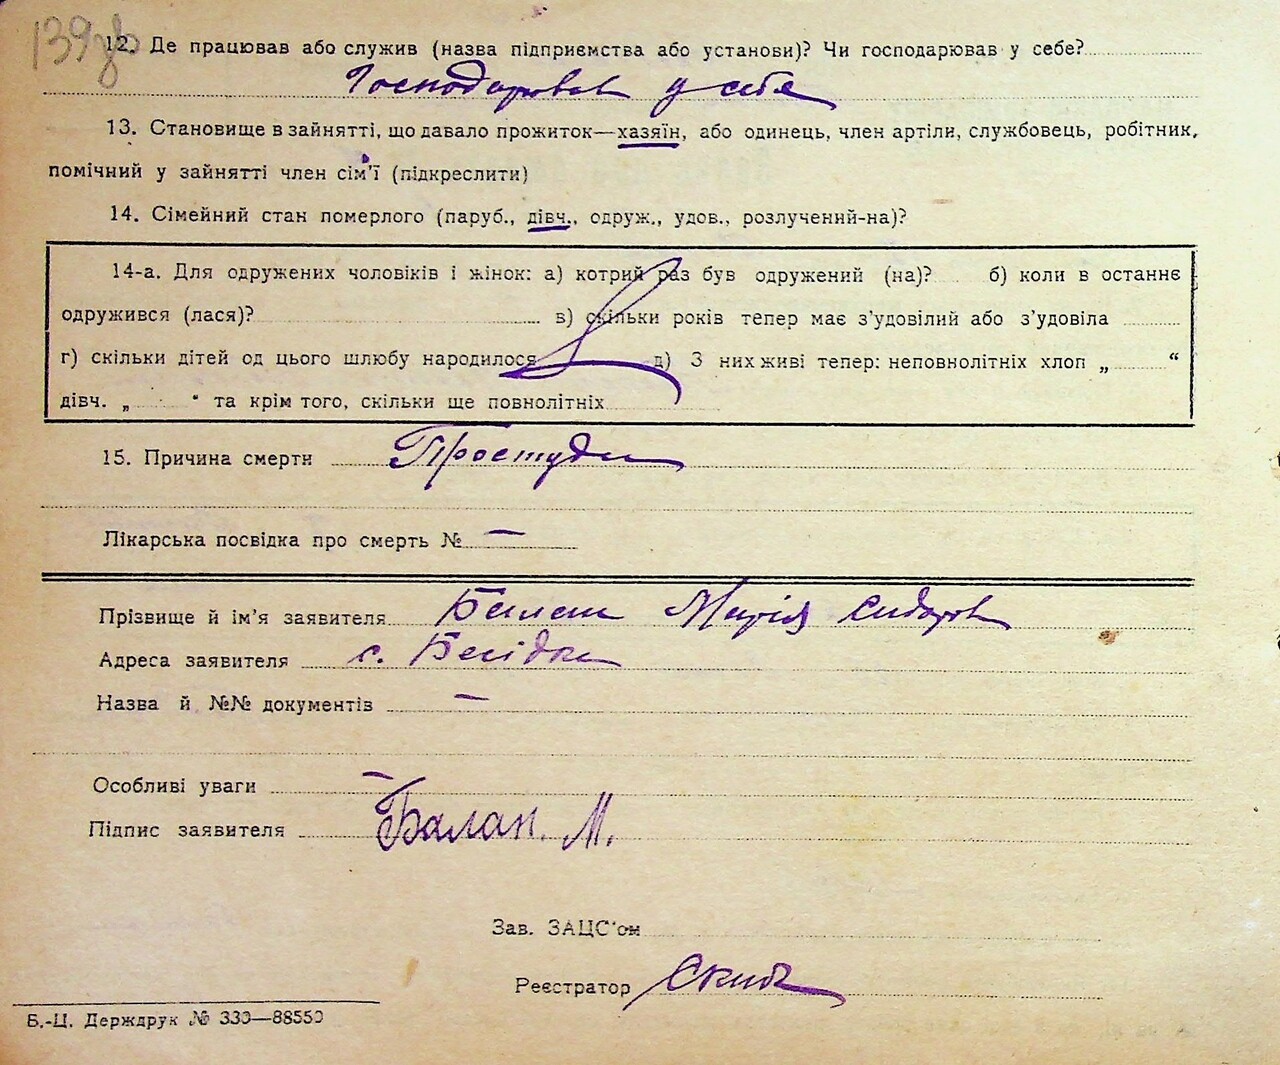 139зв
12. Де працював або служив (назва підприємства або установи)? Чи господарював у себе?
Господарював у себе
13. Становище в зайнятті, що давало прожиток—хазяїн, або одинець, член артіли, службовець, робітник,
помічний у зайнятті член сім'ї (підкреслити)
14. Сімейний стан померлого (паруб., дівч., одруж., удов., розлучений-на)?
14-а. Для одружених чоловіків і жінок: а) котрий раз був одружений (на)? б) коли в останнє
одружився (лася)? в) скільки років тепер має з'удовілий або з'удовіла
г) скільки дітей од цього шлюбу народилося д) З них живі тепер: неповнолітніх хлоп „ “
дівч. „ “ та крім того, скільки ще повнолітніх
15. Причина смерти Простуда
Лікарська посвідка про смерть № —
Прізвище й ім'я заявителя Балан Марія Сидоров
Адреса заявителя с. Бесідка
Назва й №№ документів —
Особливі уваги —
Підпис заявителя Балан. М.
Зав. ЗАЦС'ом
Реєстратор
Б.-Ц. Держдрук № 330—88550